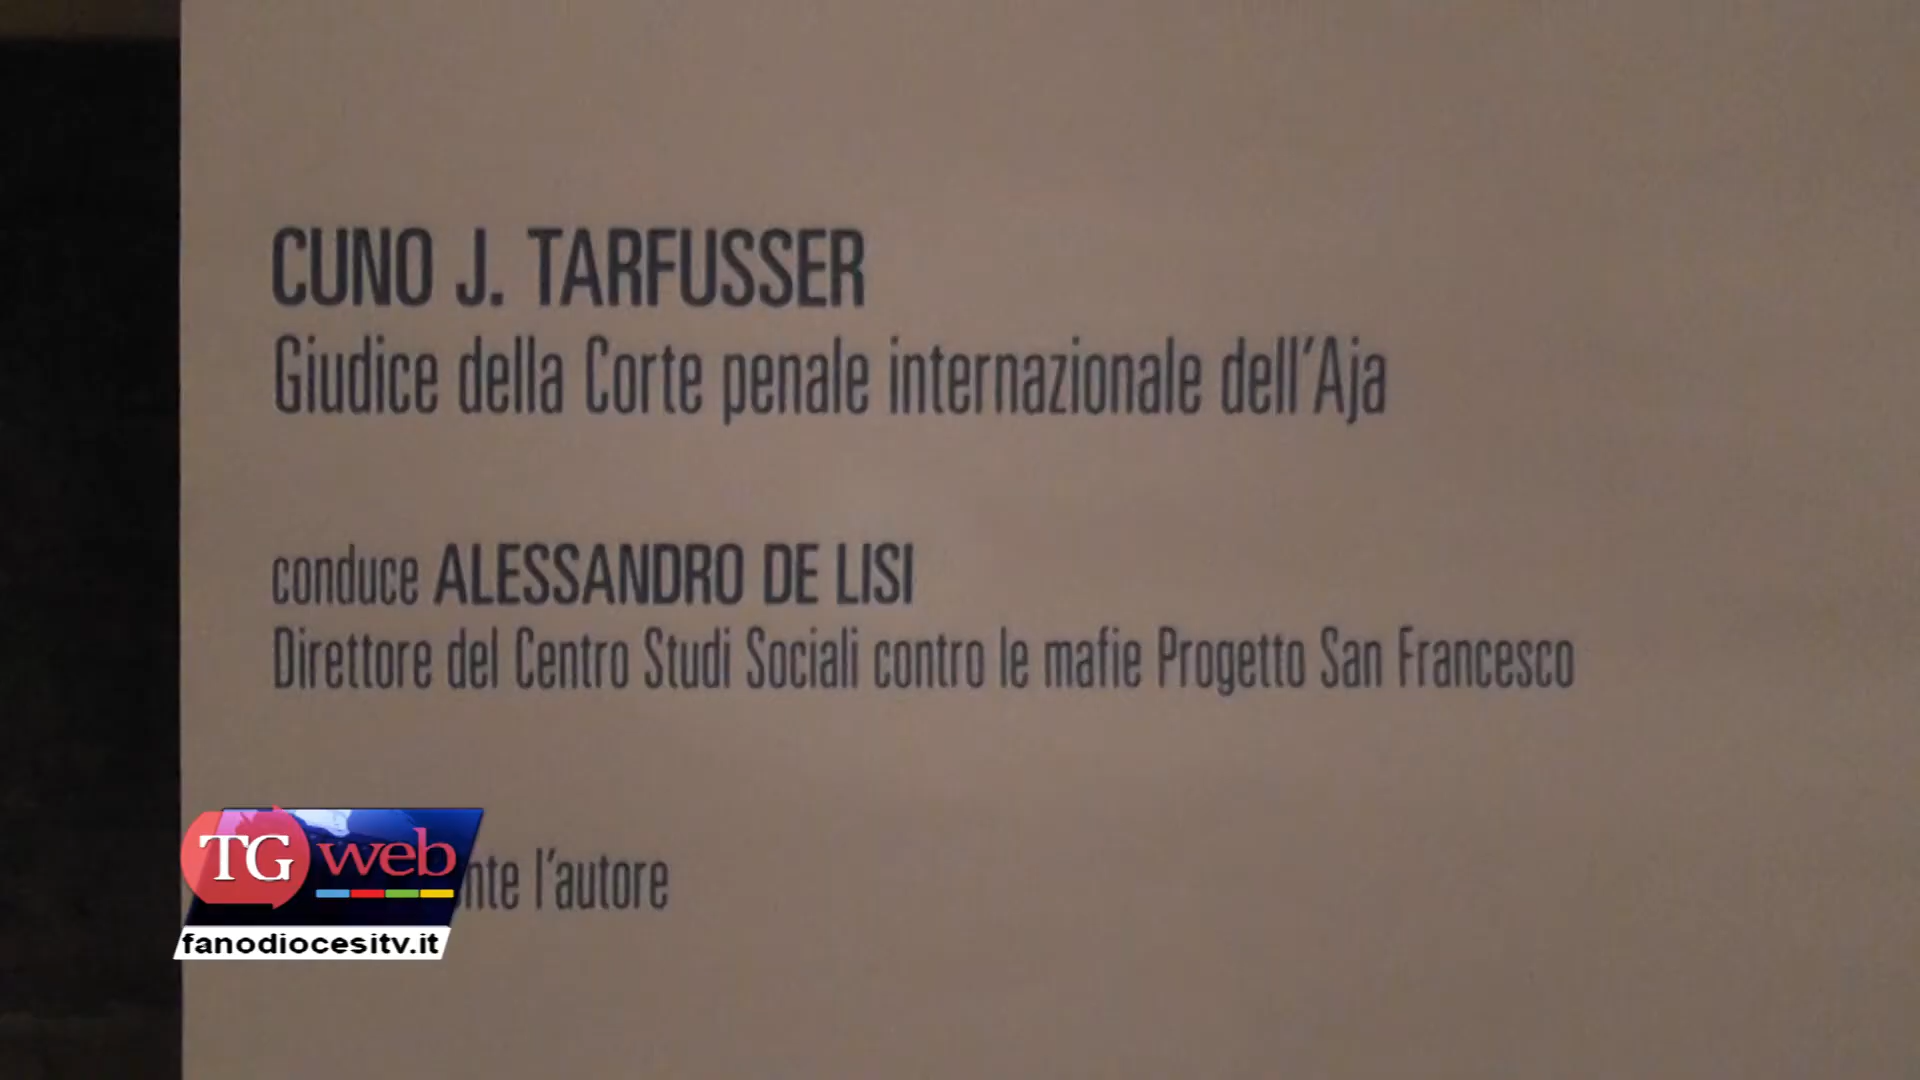 CUNO J. TARFUSSER
Giudice della Corte penale internazionale dell'Aja
conduce ALESSANDRO DE LISI
Direttore del Centro Studi Sociali contro le mafie Progetto San Francesco
l'autore
TG web
fanodiocesitv.it